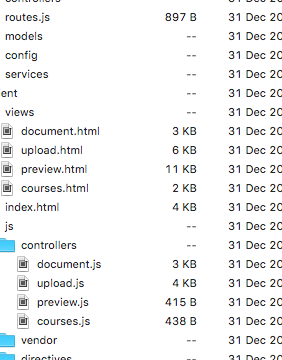 routes.js 897 B 31 Dec 20
models -- 31 Dec 20
config -- 31 Dec 20
services -- 31 Dec 20
ent -- 31 Dec 20
views -- 31 Dec 20
document.html 3 KB 31 Dec 20
upload.html 6 KB 31 Dec 20
preview.html 11 KB 31 Dec 20
courses.html 2 KB 31 Dec 20
index.html 4 KB 31 Dec 20
js -- 31 Dec 20
controllers -- 31 Dec 20
document.js 3 KB 31 Dec 20
upload.js 4 KB 31 Dec 20
preview.js 415 B 31 Dec 20
courses.js 438 B 31 Dec 20
vendor -- 31 Dec 20
directives -- 31 Dec 20